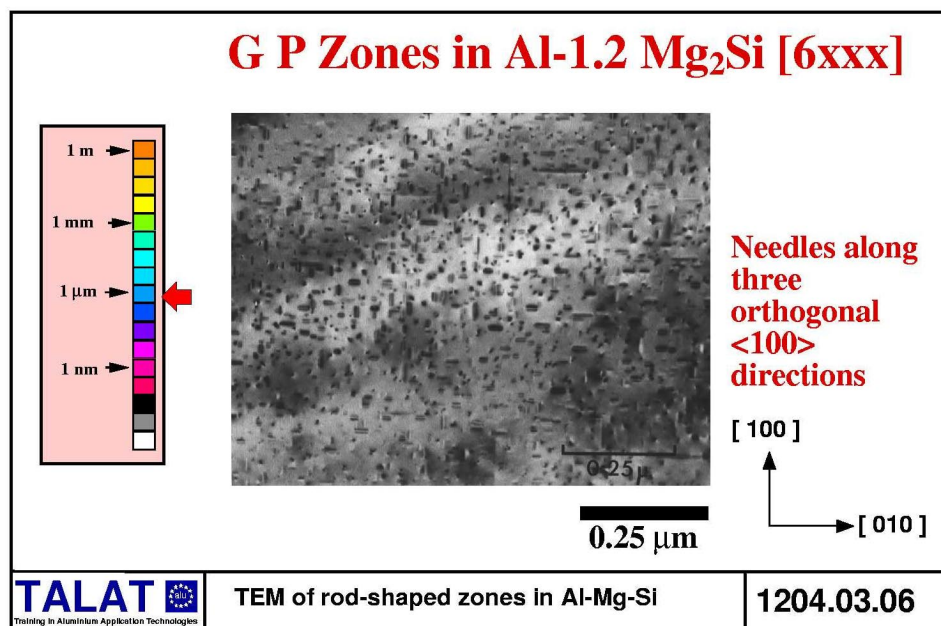 G P Zones in Al-1.2 Mg₂Si [6xxx]
1 m
1 mm
1 μm
1 nm
0.25 μ
Needles along
three
orthogonal
<100>
directions
[ 100 ]
[ 010 ]
0.25 μm
TALAT
alu
Training in Aluminium Application Technologies
TEM of rod-shaped zones in Al-Mg-Si
1204.03.06